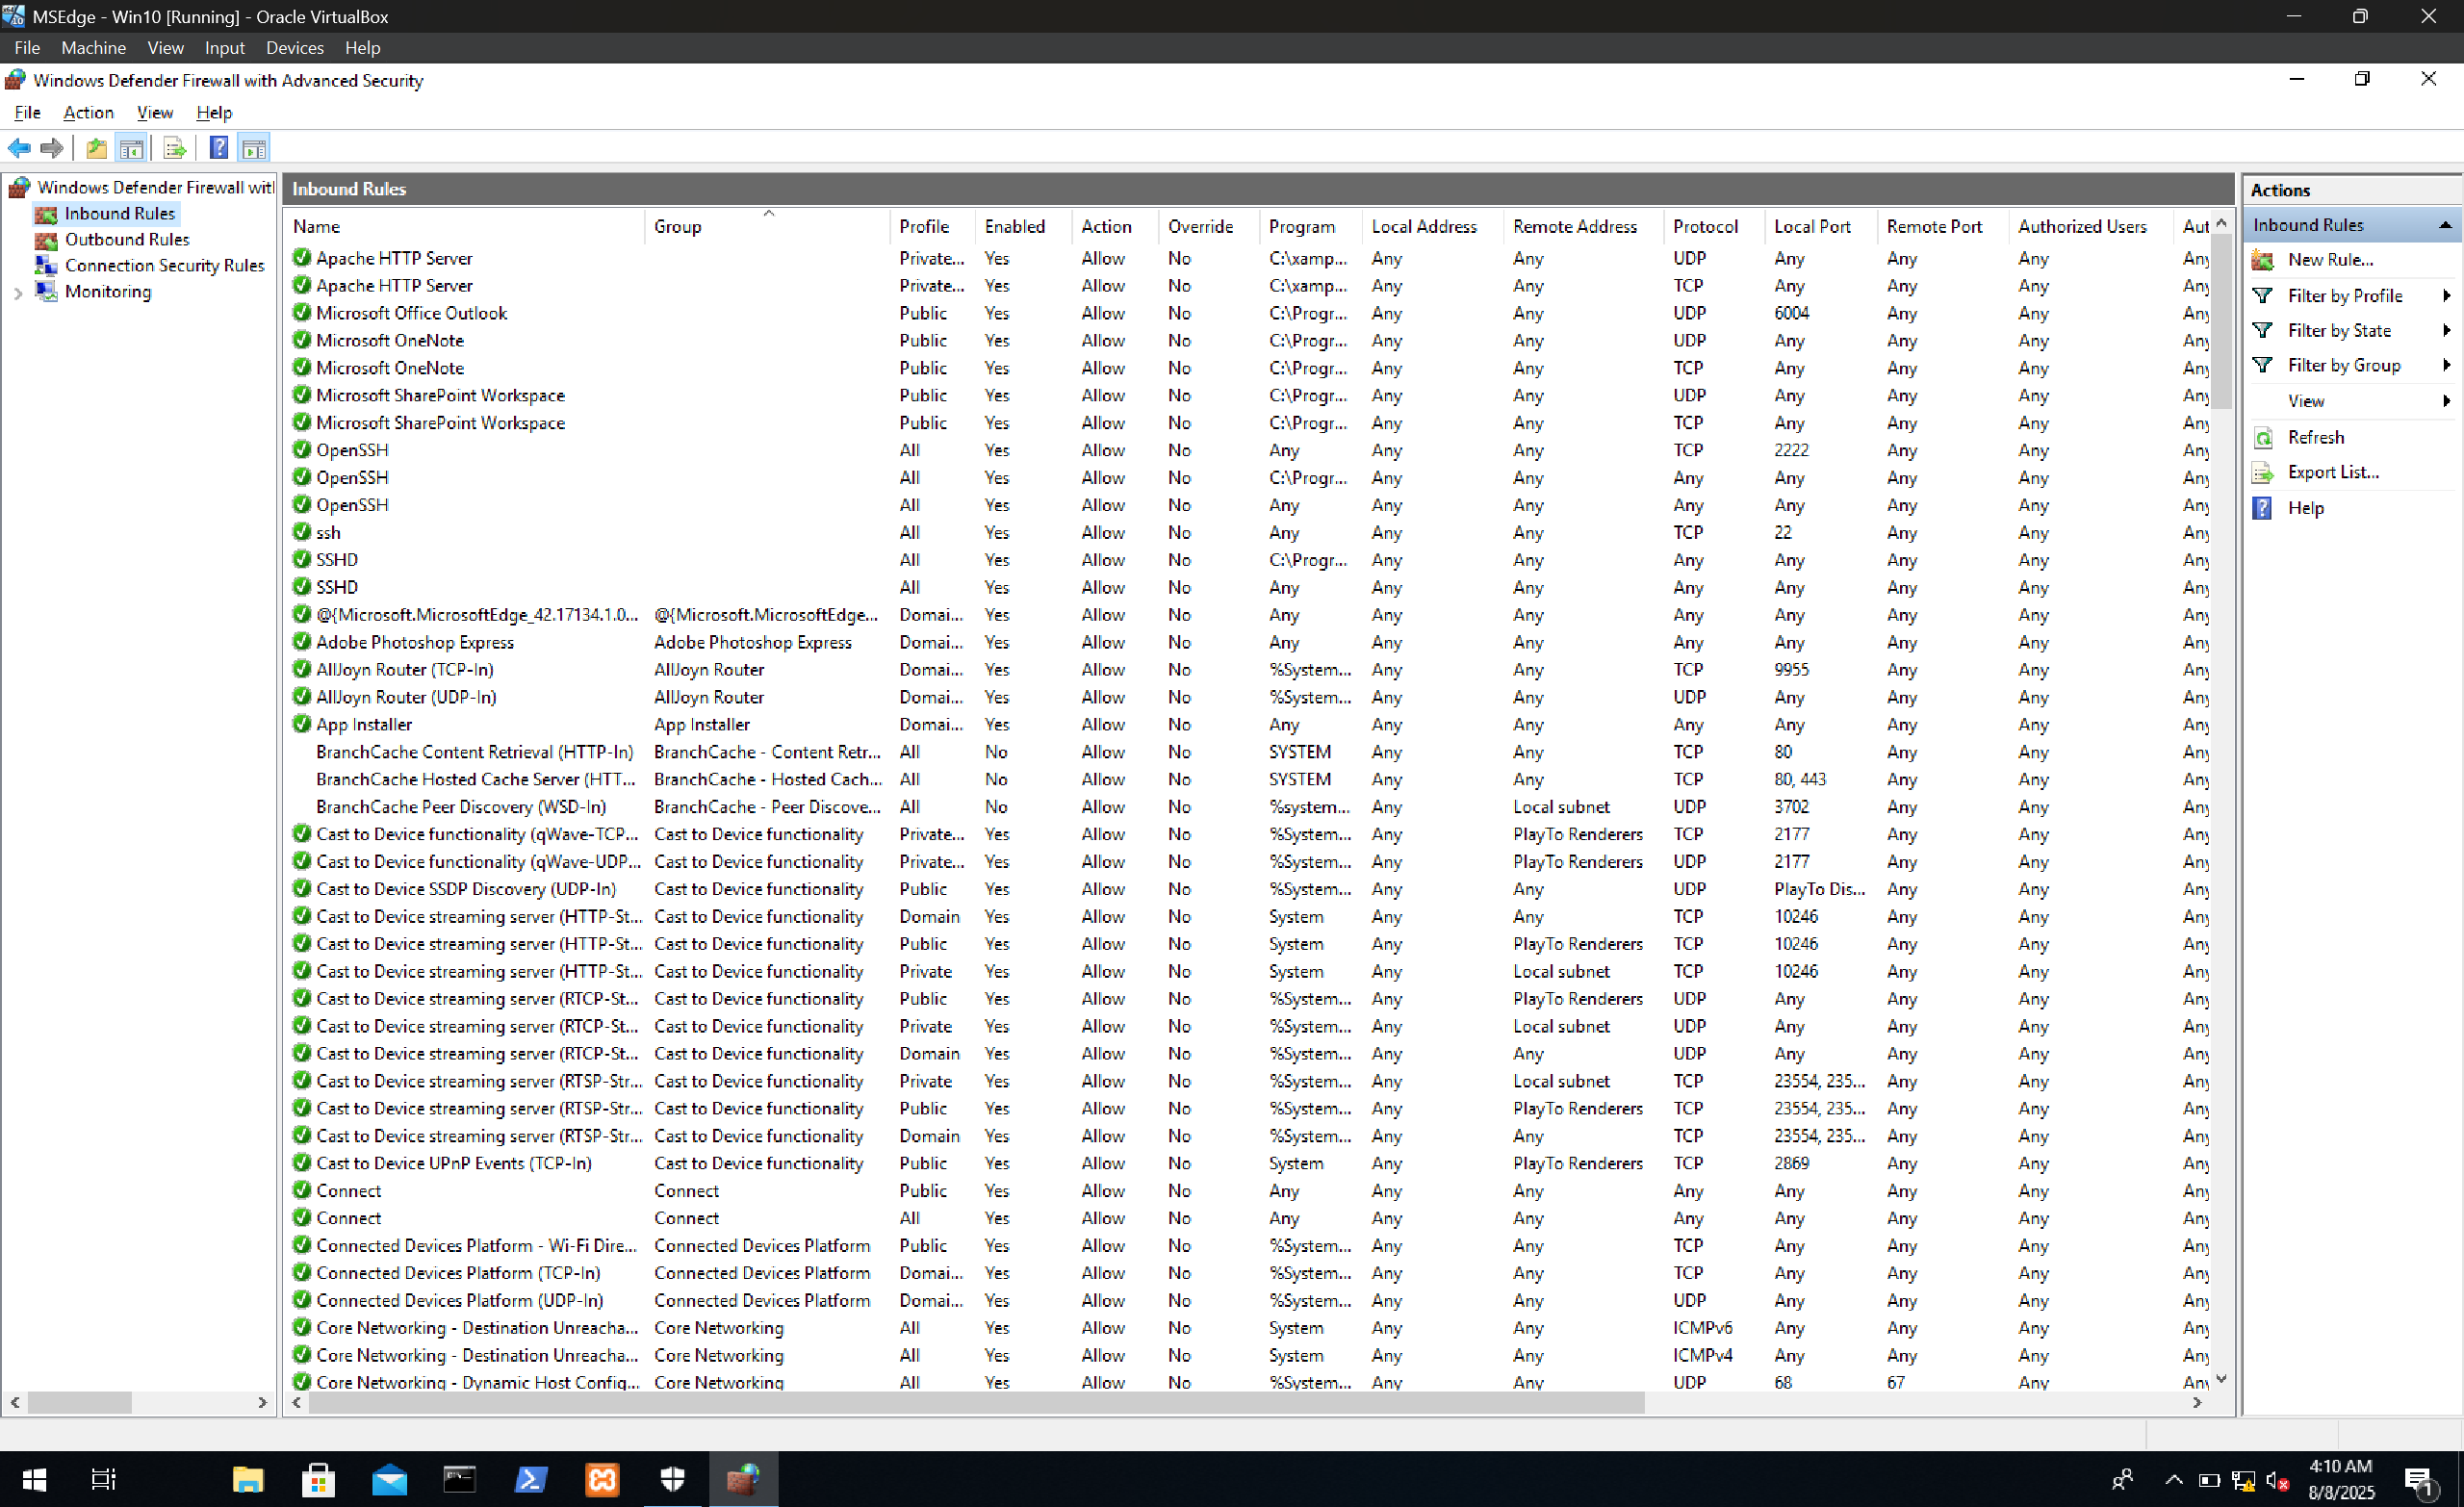 MSEdge - Win10 [Running] - Oracle VirtualBox
File Machine View Input Devices Help
Windows Defender Firewall with Advanced Security
File Action View Help
Windows Defender Firewall witl
Inbound Rules
Outbound Rules
Connection Security Rules
Monitoring
Inbound Rules
Name Group Profile Enabled Action Override Program Local Address Remote Address Protocol Local Port Remote Port Authorized Users Aut
Apache HTTP Server Private... Yes Allow No C:\xamp... Any Any UDP Any Any Any Any
Apache HTTP Server Private... Yes Allow No C:\xamp... Any Any TCP Any Any Any Any
Microsoft Office Outlook Public Yes Allow No C:\Progr... Any Any UDP 6004 Any Any Any
Microsoft OneNote Public Yes Allow No C:\Progr... Any Any UDP Any Any Any Any
Microsoft OneNote Public Yes Allow No C:\Progr... Any Any TCP Any Any Any Any
Microsoft SharePoint Workspace Public Yes Allow No C:\Progr... Any Any UDP Any Any Any Any
Microsoft SharePoint Workspace Public Yes Allow No C:\Progr... Any Any TCP Any Any Any Any
OpenSSH All Yes Allow No Any Any Any TCP 2222 Any Any Any
OpenSSH All Yes Allow No C:\Progr... Any Any Any Any Any Any Any
OpenSSH All Yes Allow No Any Any Any Any Any Any Any Any
ssh All Yes Allow No Any Any Any TCP 22 Any Any Any
SSHD All Yes Allow No C:\Progr... Any Any Any Any Any Any Any
SSHD All Yes Allow No Any Any Any Any Any Any Any Any
@{Microsoft.MicrosoftEdge_42.17134.1.0... @{Microsoft.MicrosoftEdge... Domai... Yes Allow No Any Any Any Any Any Any Any Any
Adobe Photoshop Express Adobe Photoshop Express Domai... Yes Allow No Any Any Any Any Any Any Any Any
AllJoyn Router (TCP-In) AllJoyn Router Domai... Yes Allow No %System... Any Any TCP 9955 Any Any Any
AllJoyn Router (UDP-In) AllJoyn Router Domai... Yes Allow No %System... Any Any UDP Any Any Any Any
App Installer App Installer Domai... Yes Allow No Any Any Any Any Any Any Any Any
BranchCache Content Retrieval (HTTP-In) BranchCache - Content Retr... All No Allow No SYSTEM Any Any TCP 80 Any Any Any
BranchCache Hosted Cache Server (HTT... BranchCache - Hosted Cach... All No Allow No SYSTEM Any Any TCP 80, 443 Any Any Any
BranchCache Peer Discovery (WSD-In) BranchCache - Peer Discove... All No Allow No %system... Any Local subnet UDP 3702 Any Any Any
Cast to Device functionality (qWave-TCP... Cast to Device functionality Private... Yes Allow No %System... Any PlayTo Renderers TCP 2177 Any Any Any
Cast to Device functionality (qWave-UDP... Cast to Device functionality Private... Yes Allow No %System... Any PlayTo Renderers UDP 2177 Any Any Any
Cast to Device SSDP Discovery (UDP-In) Cast to Device functionality Public Yes Allow No %System... Any Any UDP PlayTo Dis... Any Any Any
Cast to Device streaming server (HTTP-St... Cast to Device functionality Domain Yes Allow No System Any Any TCP 10246 Any Any Any
Cast to Device streaming server (HTTP-St... Cast to Device functionality Public Yes Allow No System Any PlayTo Renderers TCP 10246 Any Any Any
Cast to Device streaming server (HTTP-St... Cast to Device functionality Private Yes Allow No System Any Local subnet TCP 10246 Any Any Any
Cast to Device streaming server (RTCP-St... Cast to Device functionality Public Yes Allow No %System... Any PlayTo Renderers UDP Any Any Any Any
Cast to Device streaming server (RTCP-St... Cast to Device functionality Private Yes Allow No %System... Any Local subnet UDP Any Any Any Any
Cast to Device streaming server (RTCP-St... Cast to Device functionality Domain Yes Allow No %System... Any Any UDP Any Any Any Any
Cast to Device streaming server (RTSP-Str... Cast to Device functionality Private Yes Allow No %System... Any Local subnet TCP 23554, 235... Any Any Any
Cast to Device streaming server (RTSP-Str... Cast to Device functionality Public Yes Allow No %System... Any PlayTo Renderers TCP 23554, 235... Any Any Any
Cast to Device streaming server (RTSP-Str... Cast to Device functionality Domain Yes Allow No %System... Any Any TCP 23554, 235... Any Any Any
Cast to Device UPnP Events (TCP-In) Cast to Device functionality Public Yes Allow No System Any PlayTo Renderers TCP 2869 Any Any Any
Connect Connect Public Yes Allow No Any Any Any Any Any Any Any Any
Connect Connect All Yes Allow No Any Any Any Any Any Any Any Any
Connected Devices Platform - Wi-Fi Dire... Connected Devices Platform Public Yes Allow No %System... Any Any TCP Any Any Any Any
Connected Devices Platform (TCP-In) Connected Devices Platform Domai... Yes Allow No %System... Any Any TCP Any Any Any Any
Connected Devices Platform (UDP-In) Connected Devices Platform Domai... Yes Allow No %System... Any Any UDP Any Any Any Any
Core Networking - Destination Unreacha... Core Networking All Yes Allow No System Any Any ICMPv6 Any Any Any Any
Core Networking - Destination Unreacha... Core Networking All Yes Allow No System Any Any ICMPv4 Any Any Any Any
Core Networking - Dynamic Host Config... Core Networking All Yes Allow No %System... Any Any UDP 68 67 Any Any
Actions
Inbound Rules
New Rule...
Filter by Profile
Filter by State
Filter by Group
View
Refresh
Export List...
Help
4:10 AM
8/8/2025
1